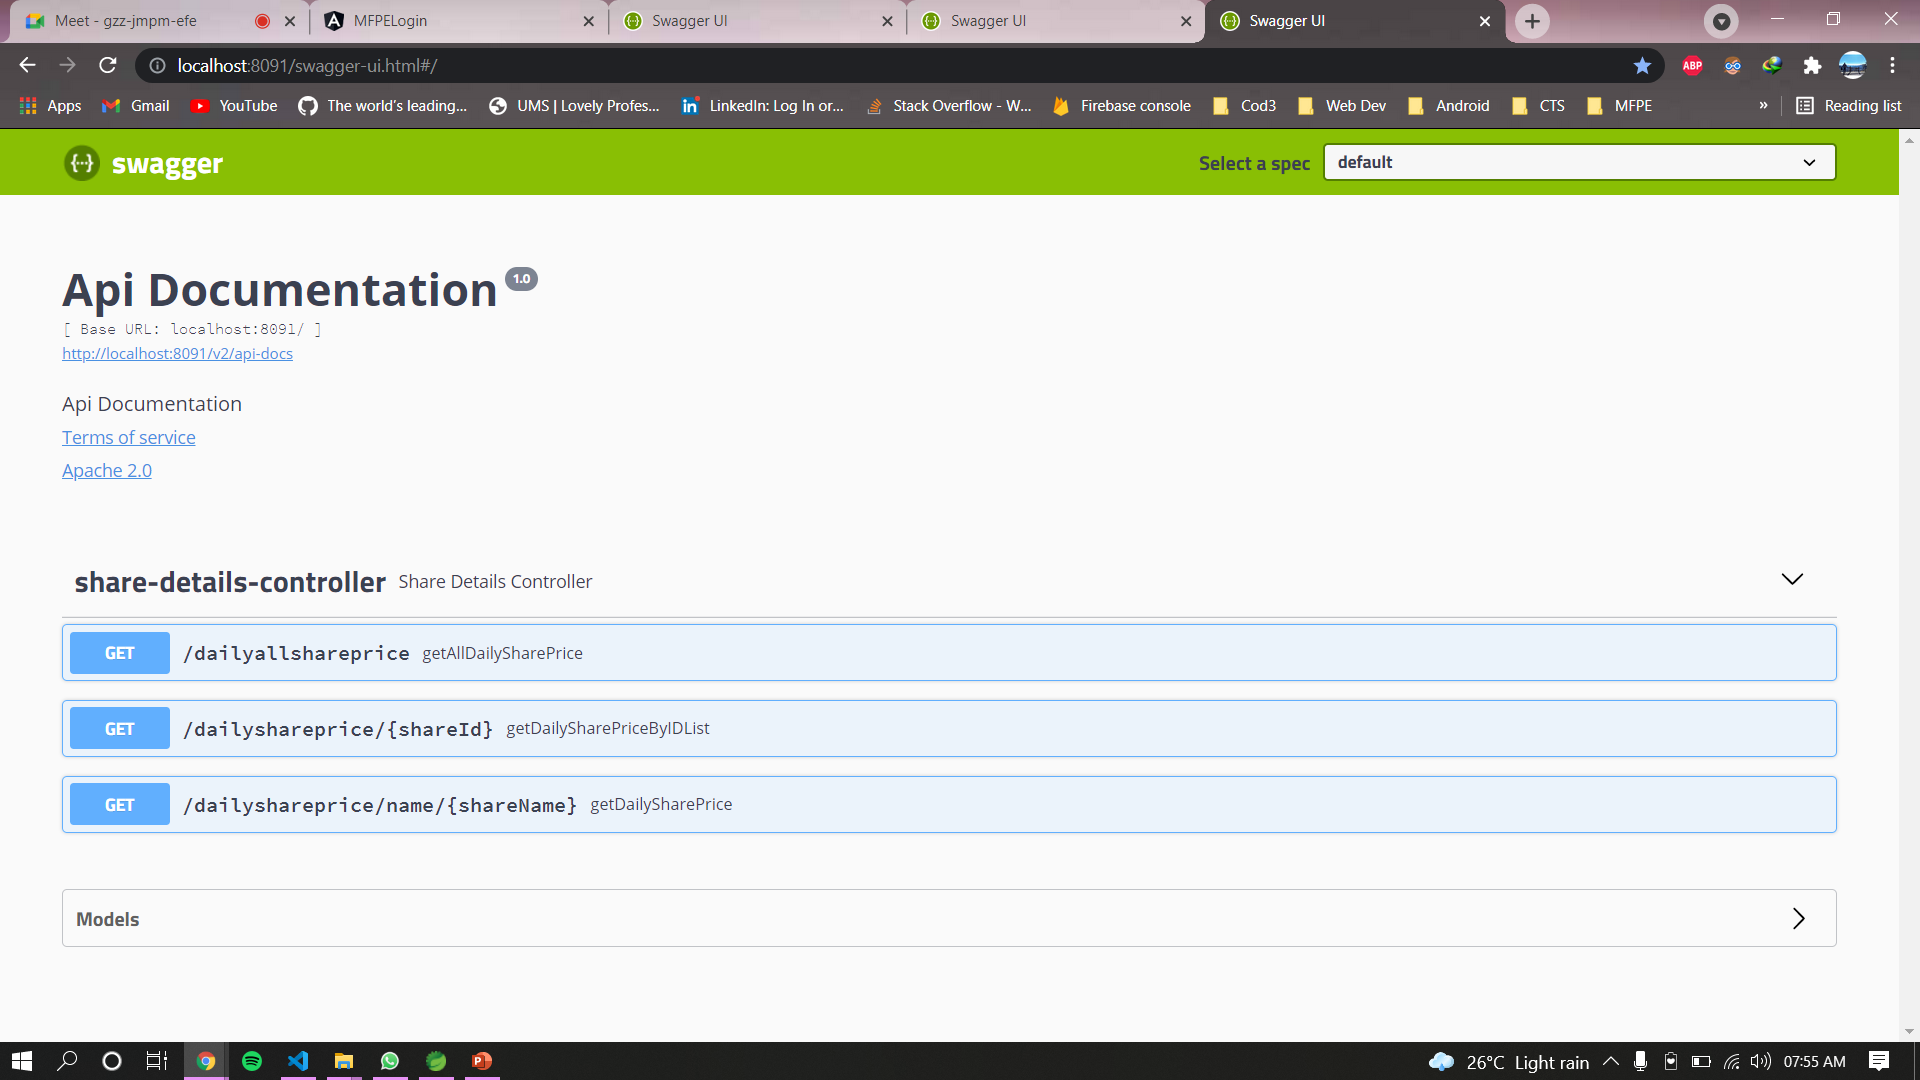 Meet - gzz-jmpm-efe
MFPELogin
Swagger UI
Swagger UI
Swagger UI
localhost:8091/swagger-ui.html#/
ABP
Apps
Gmail
YouTube
The world's leading...
UMS | Lovely Profes...
LinkedIn: Log In or...
Stack Overflow - W...
Firebase console
Cod3
Web Dev
Android
CTS
MFPE
»
Reading list
{···} swagger
Select a spec
default
Api Documentation 1.0
[ Base URL: localhost:8091/ ]
http://localhost:8091/v2/api-docs
Api Documentation
Terms of service
Apache 2.0
share-details-controller Share Details Controller
GET /dailyallshareprice getAllDailySharePrice
GET /dailyshareprice/{shareId} getDailySharePriceByIDList
GET /dailyshareprice/name/{shareName} getDailySharePrice
Models
26°C Light rain
07:55 AM